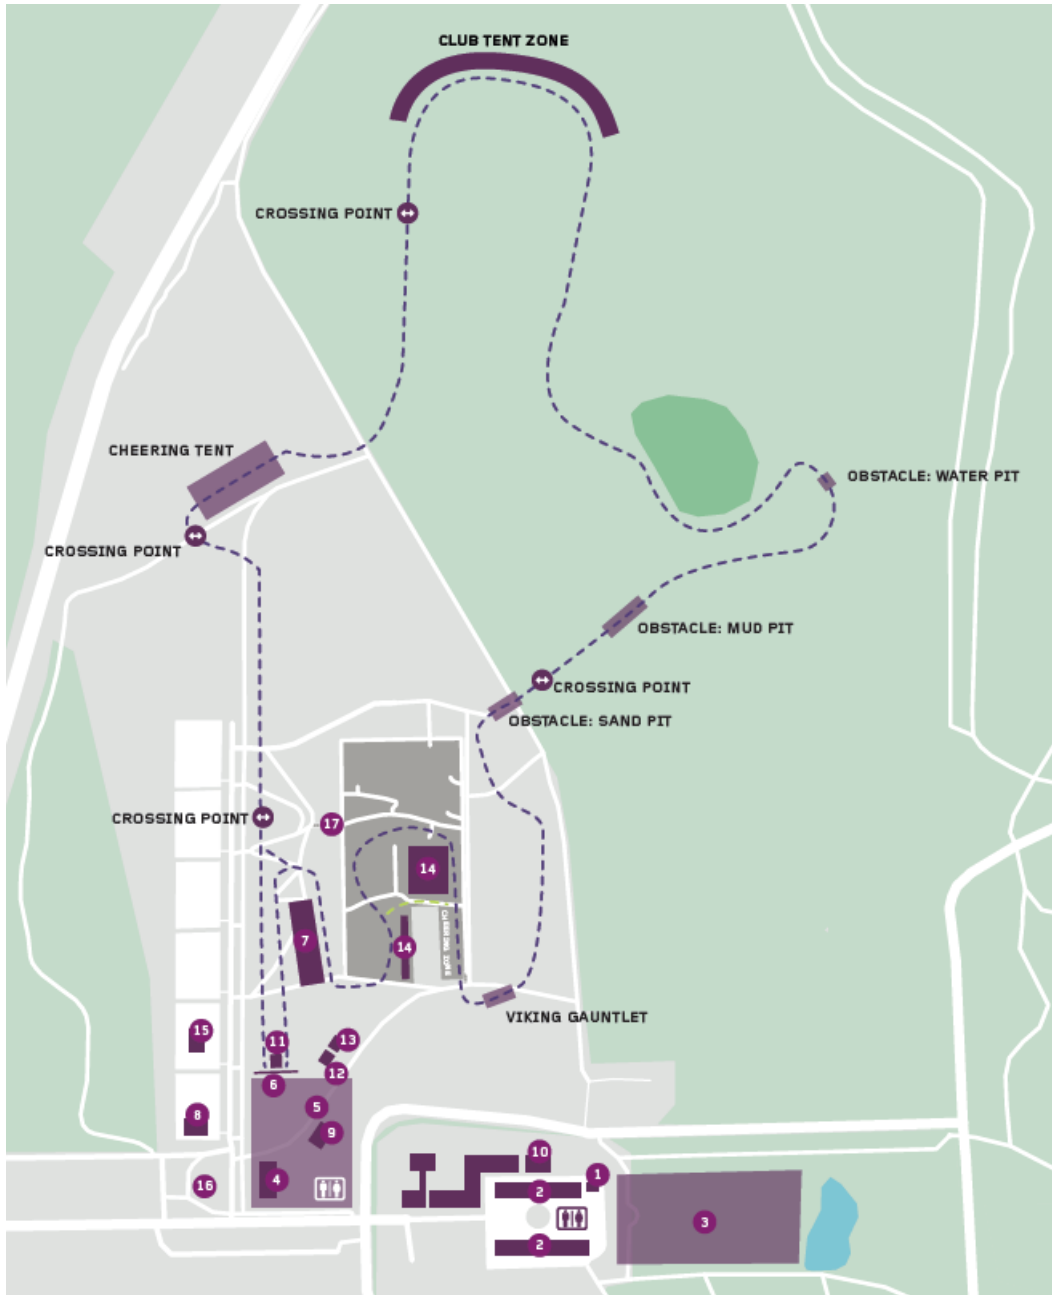 CLUB TENT ZONE
CROSSING POINT
CHEERING TENT
OBSTACLE: WATER PIT
CROSSING POINT
OBSTACLE: MUD PIT
CROSSING POINT
OBSTACLE: SAND PIT
CROSSING POINT
17
14
7
14
CHEERING ZONE
VIKING GAUNTLET
15
11
13
12
6
5
8
9
10
4
16
1
2
3
2